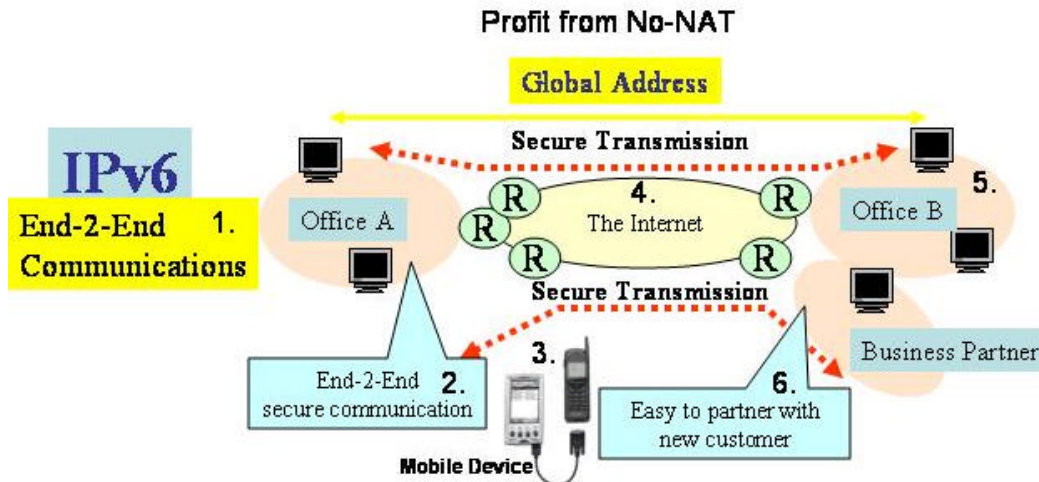 Profit from No-NAT
Global Address
Secure Transmission
IPv6
End-2-End 1.
Communications
Office A
R
R
R
4.
The Internet
R
R
Office B
5.
Secure Transmission
Business Partner
End-2-End 2.
secure communication
3.
Mobile Device
6.
Easy to partner with
new customer